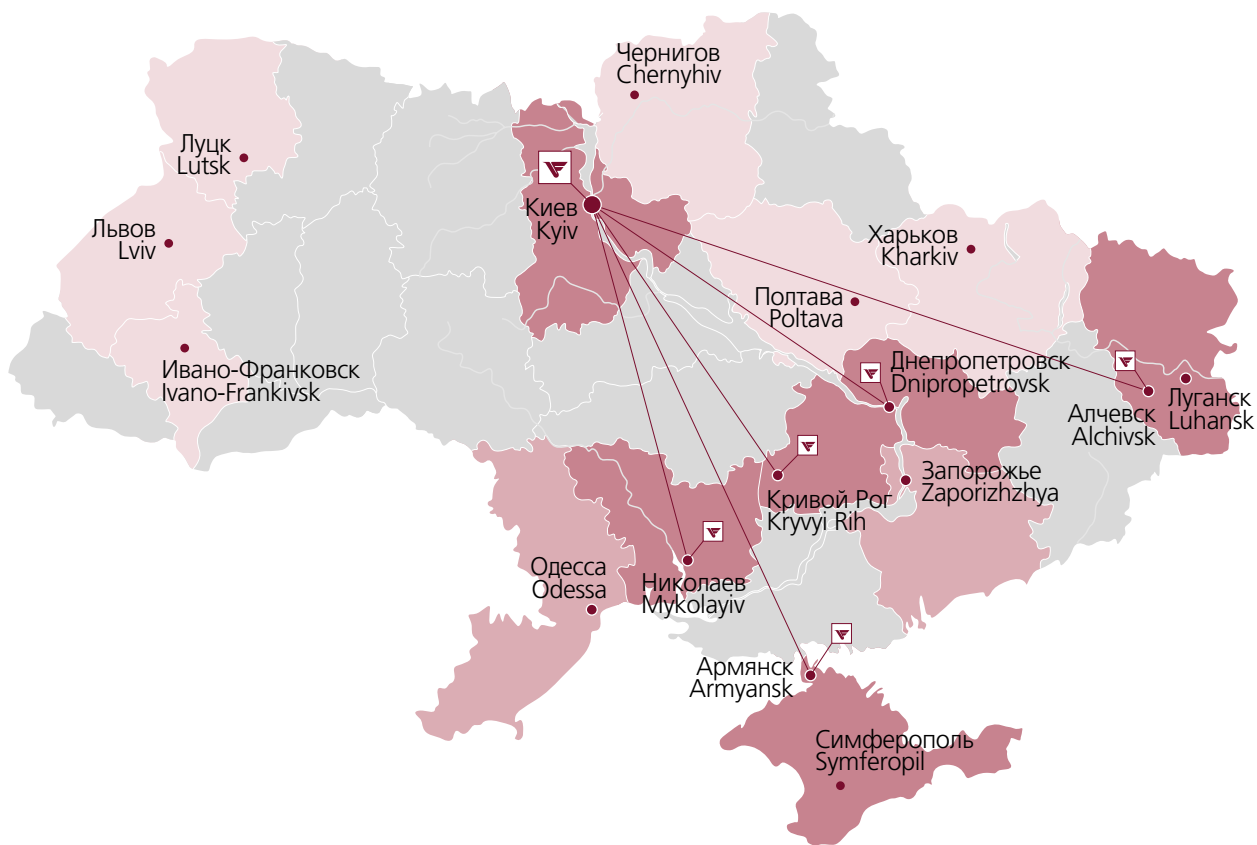 Чернигов
Chernyhiv
Луцк
Lutsk
Киев
Kyiv
Львов
Lviv
Харьков
Kharkiv
Полтава
Poltava
Ивано-Франковск
Ivano-Frankivsk
Днепропетровск
Dnipropetrovsk
Луганск
Luhansk
Алчевск
Alchivsk
Запорожье
Zaporizhzhya
Кривой Рог
Kryvyi Rih
Одесса
Odessa
Николаев
Mykolayiv
Армянск
Armyansk
Симферополь
Symferopil